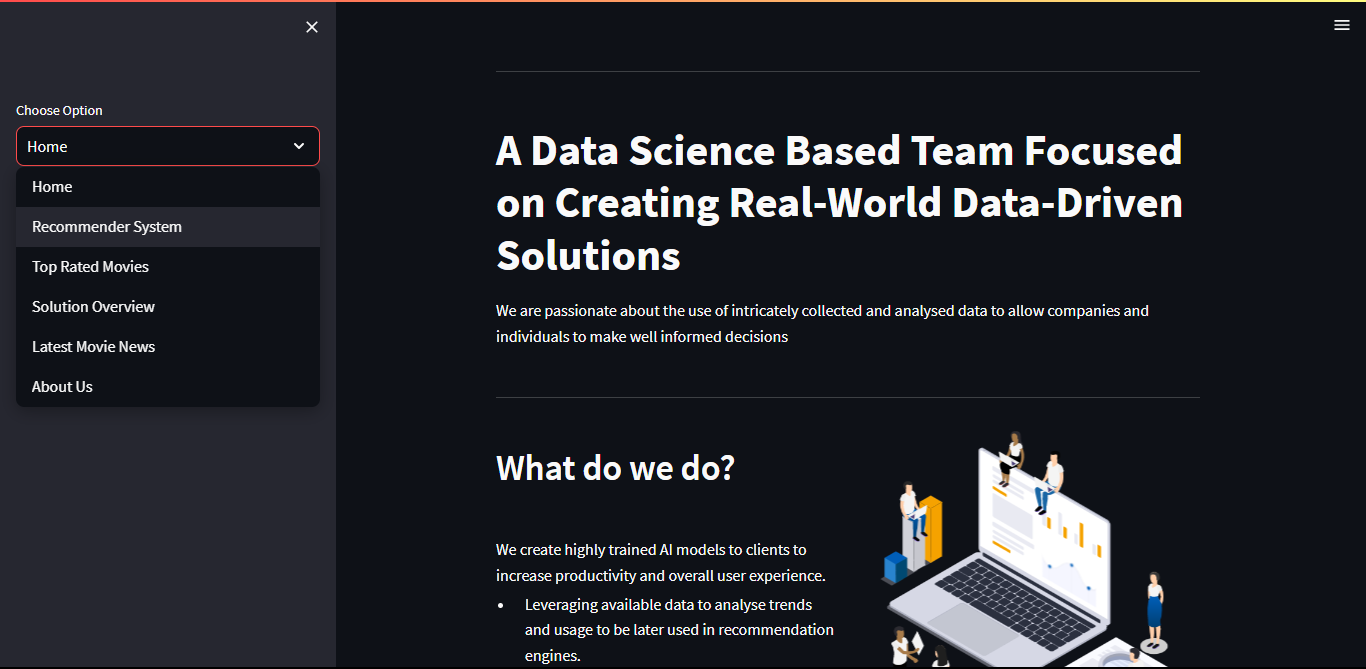 Choose Option
Home
Home
Recommender System
Top Rated Movies
Solution Overview
Latest Movie News
About Us
A Data Science Based Team Focused
on Creating Real-World Data-Driven
Solutions
We are passionate about the use of intricately collected and analysed data to allow companies and
individuals to make well informed decisions
What do we do?
We create highly trained AI models to clients to
increase productivity and overall user experience.
• Leveraging available data to analyse trends
and usage to be later used in recommendation
engines.